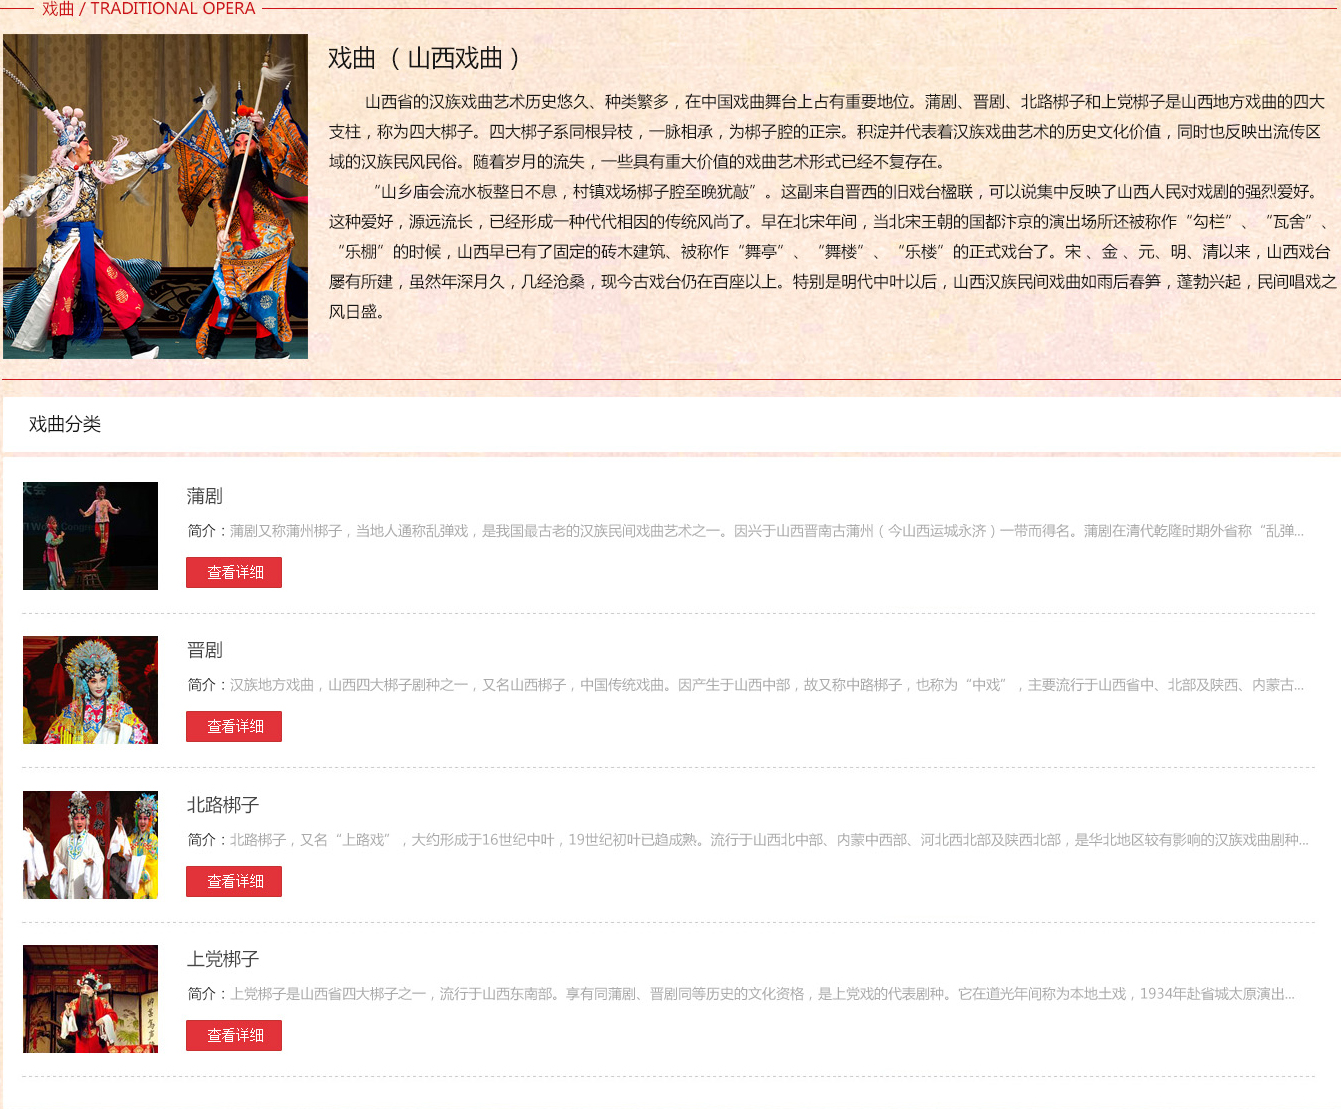 戏曲 / TRADITIONAL OPERA
戏曲 （ 山西戏曲 ）
山西省的汉族戏曲艺术历史悠久、种类繁多，在中国戏曲舞台上占有重要地位。蒲剧、晋剧、北路梆子和上党梆子是山西地方戏曲的四大
支柱，称为四大梆子。四大梆子系同根异枝，一脉相承，为梆子腔的正宗。积淀并代表着汉族戏曲艺术的历史文化价值，同时也反映出流传区
域的汉族民风民俗。随着岁月的流失，一些具有重大价值的戏曲艺术形式已经不复存在。
“山乡庙会流水板整日不息，村镇戏场梆子腔至晚犹敲”。这副来自晋西的旧戏台楹联，可以说集中反映了山西人民对戏剧的强烈爱好。
这种爱好，源远流长，已经形成一种代代相因的传统风尚了。早在北宋年间，当北宋王朝的国都汴京的演出场所还被称作“勾栏”、“瓦舍”、
“乐棚”的时候，山西早已有了固定的砖木建筑、被称作“舞亭”、“舞楼”、“乐楼”的正式戏台了。宋 、金 、元、明、清以来，山西戏台
屡有所建，虽然年深月久，几经沧桑，现今古戏台仍在百座以上。特别是明代中叶以后，山西汉族民间戏曲如雨后春笋，蓬勃兴起，民间唱戏之
风日盛。
戏曲分类
蒲剧
简介：蒲剧又称蒲州梆子，当地人通称乱弹戏，是我国最古老的汉族民间戏曲艺术之一。因兴于山西晋南古蒲州（今山西运城永济）一带而得名。蒲剧在清代乾隆时期外省称“乱弹...
查看详细
晋剧
简介：汉族地方戏曲，山西四大梆子剧种之一，又名山西梆子，中国传统戏曲。因产生于山西中部，故又称中路梆子，也称为“中戏”，主要流行于山西省中、北部及陕西、内蒙古...
查看详细
北路梆子
简介：北路梆子，又名“上路戏”，大约形成于16世纪中叶，19世纪初叶已趋成熟。流行于山西北中部、内蒙中西部、河北西北部及陕西北部，是华北地区较有影响的汉族戏曲剧种...
查看详细
上党梆子
简介：上党梆子是山西省四大梆子之一，流行于山西东南部。享有同蒲剧、晋剧同等历史的文化资格，是上党戏的代表剧种。它在道光年间称为本地土戏，1934年赴省城太原演出...
查看详细